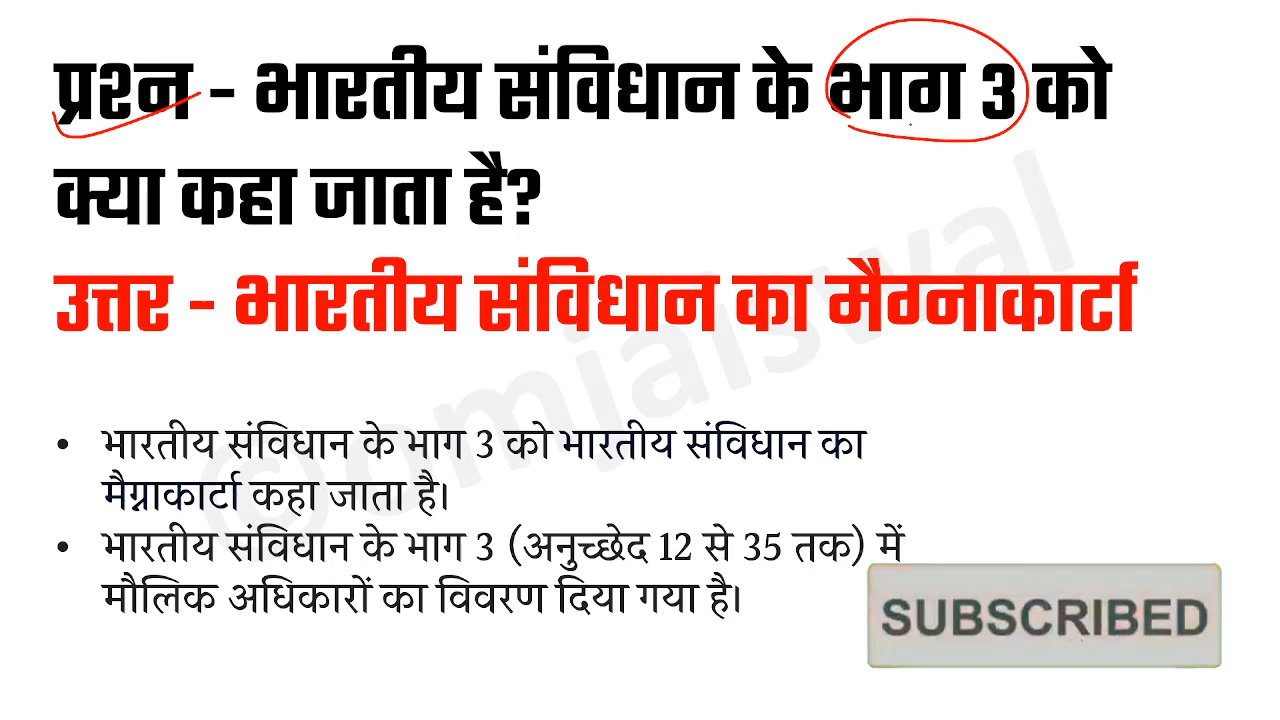 प्रश्न - भारतीय संविधान के भाग 3 को
क्या कहा जाता है?
उत्तर - भारतीय संविधान का मैग्नाकार्टा
• भारतीय संविधान के भाग 3 को भारतीय संविधान का
मैग्नाकार्टा कहा जाता है।
• भारतीय संविधान के भाग 3 (अनुच्छेद 12 से 35 तक) में
मौलिक अधिकारों का विवरण दिया गया है।
SUBSCRIBED
©omjaiswal